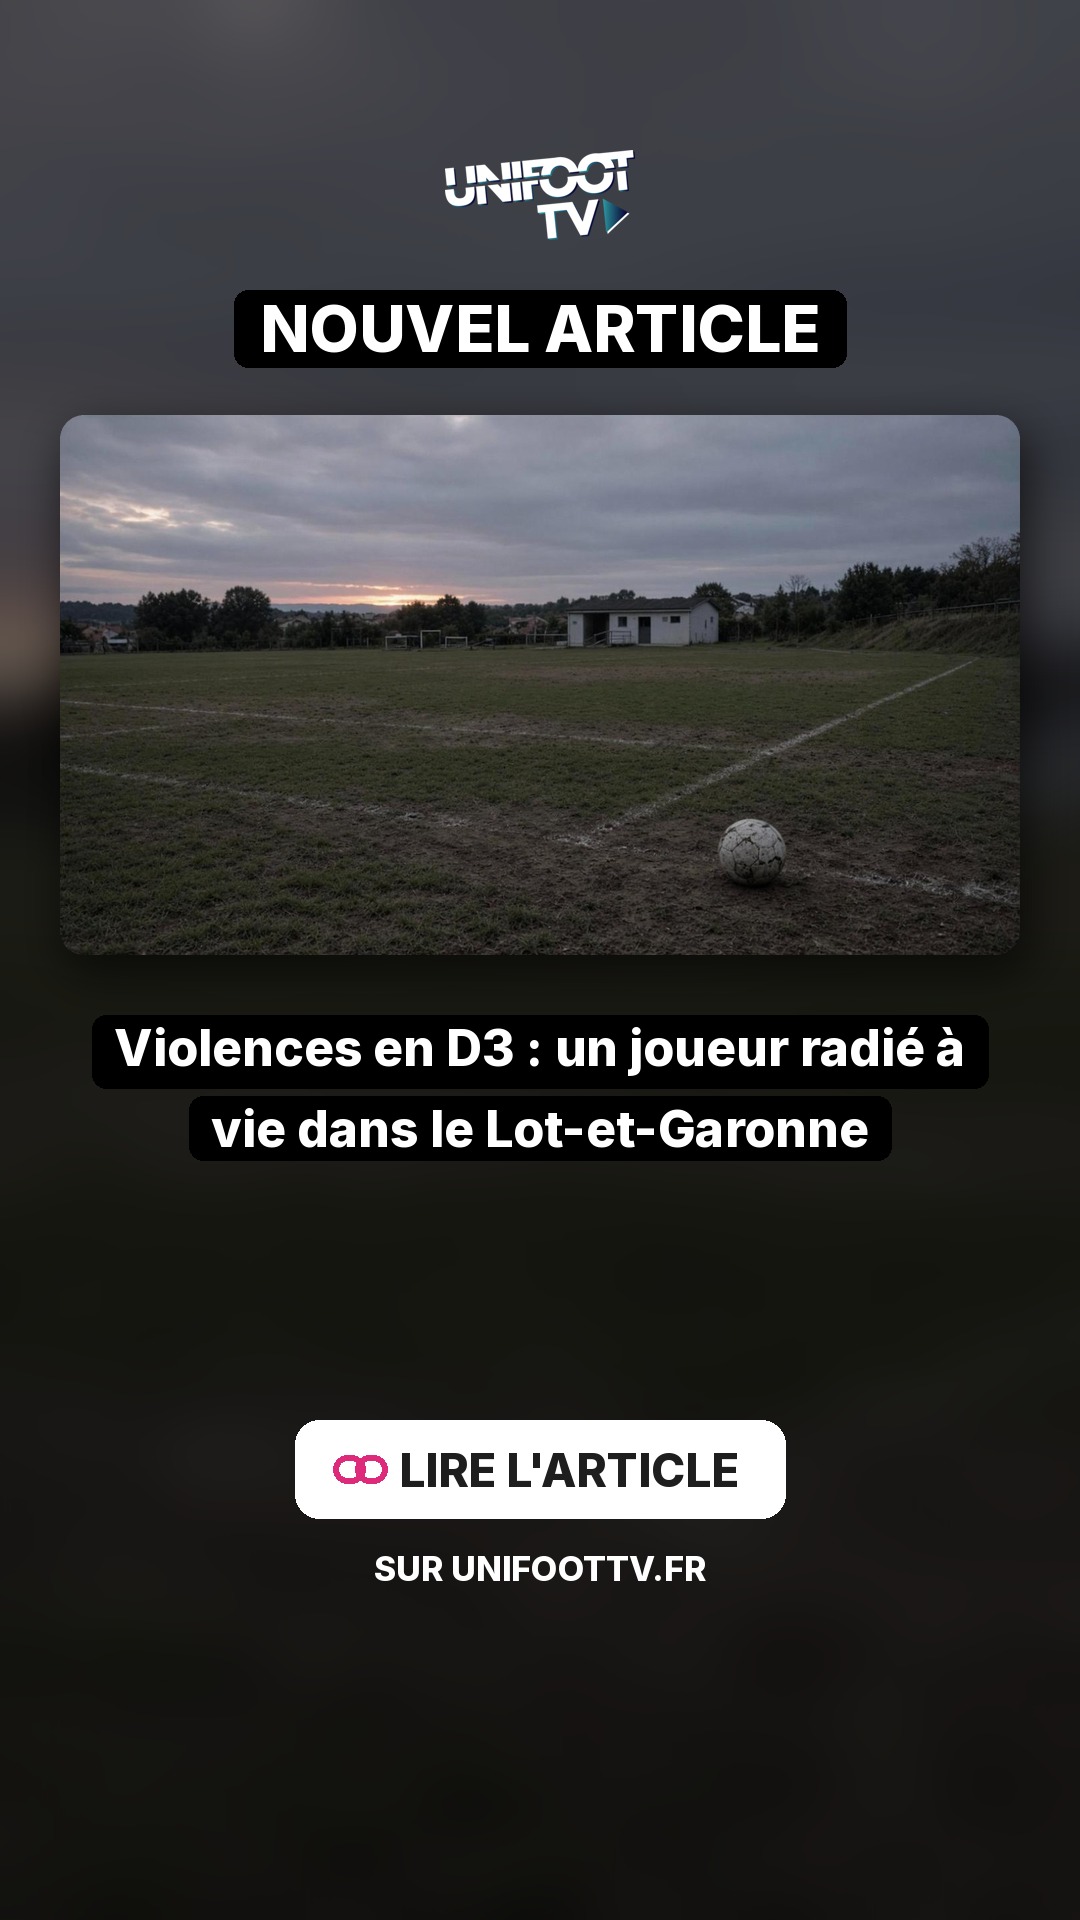 UNIFOOT
TV
NOUVEL ARTICLE
Violences en D3 : un joueur radié à
vie dans le Lot-et-Garonne
LIRE L'ARTICLE
SUR UNIFOOTTV.FR